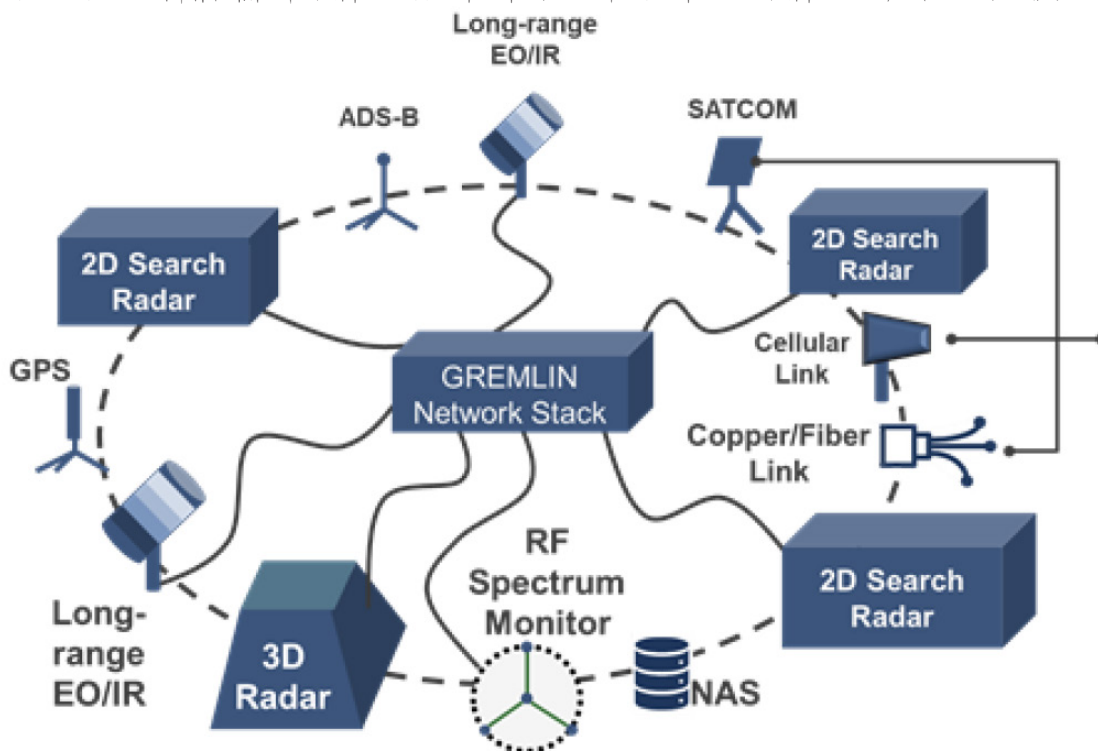 Long-range
EO/IR
ADS-B
SATCOM
2D Search
Radar
2D Search
Radar
GPS
GREMLIN
Network Stack
Cellular
Link
Copper/Fiber
Link
Long-
range
EO/IR
3D
Radar
RF
Spectrum
Monitor
NAS
2D Search
Radar